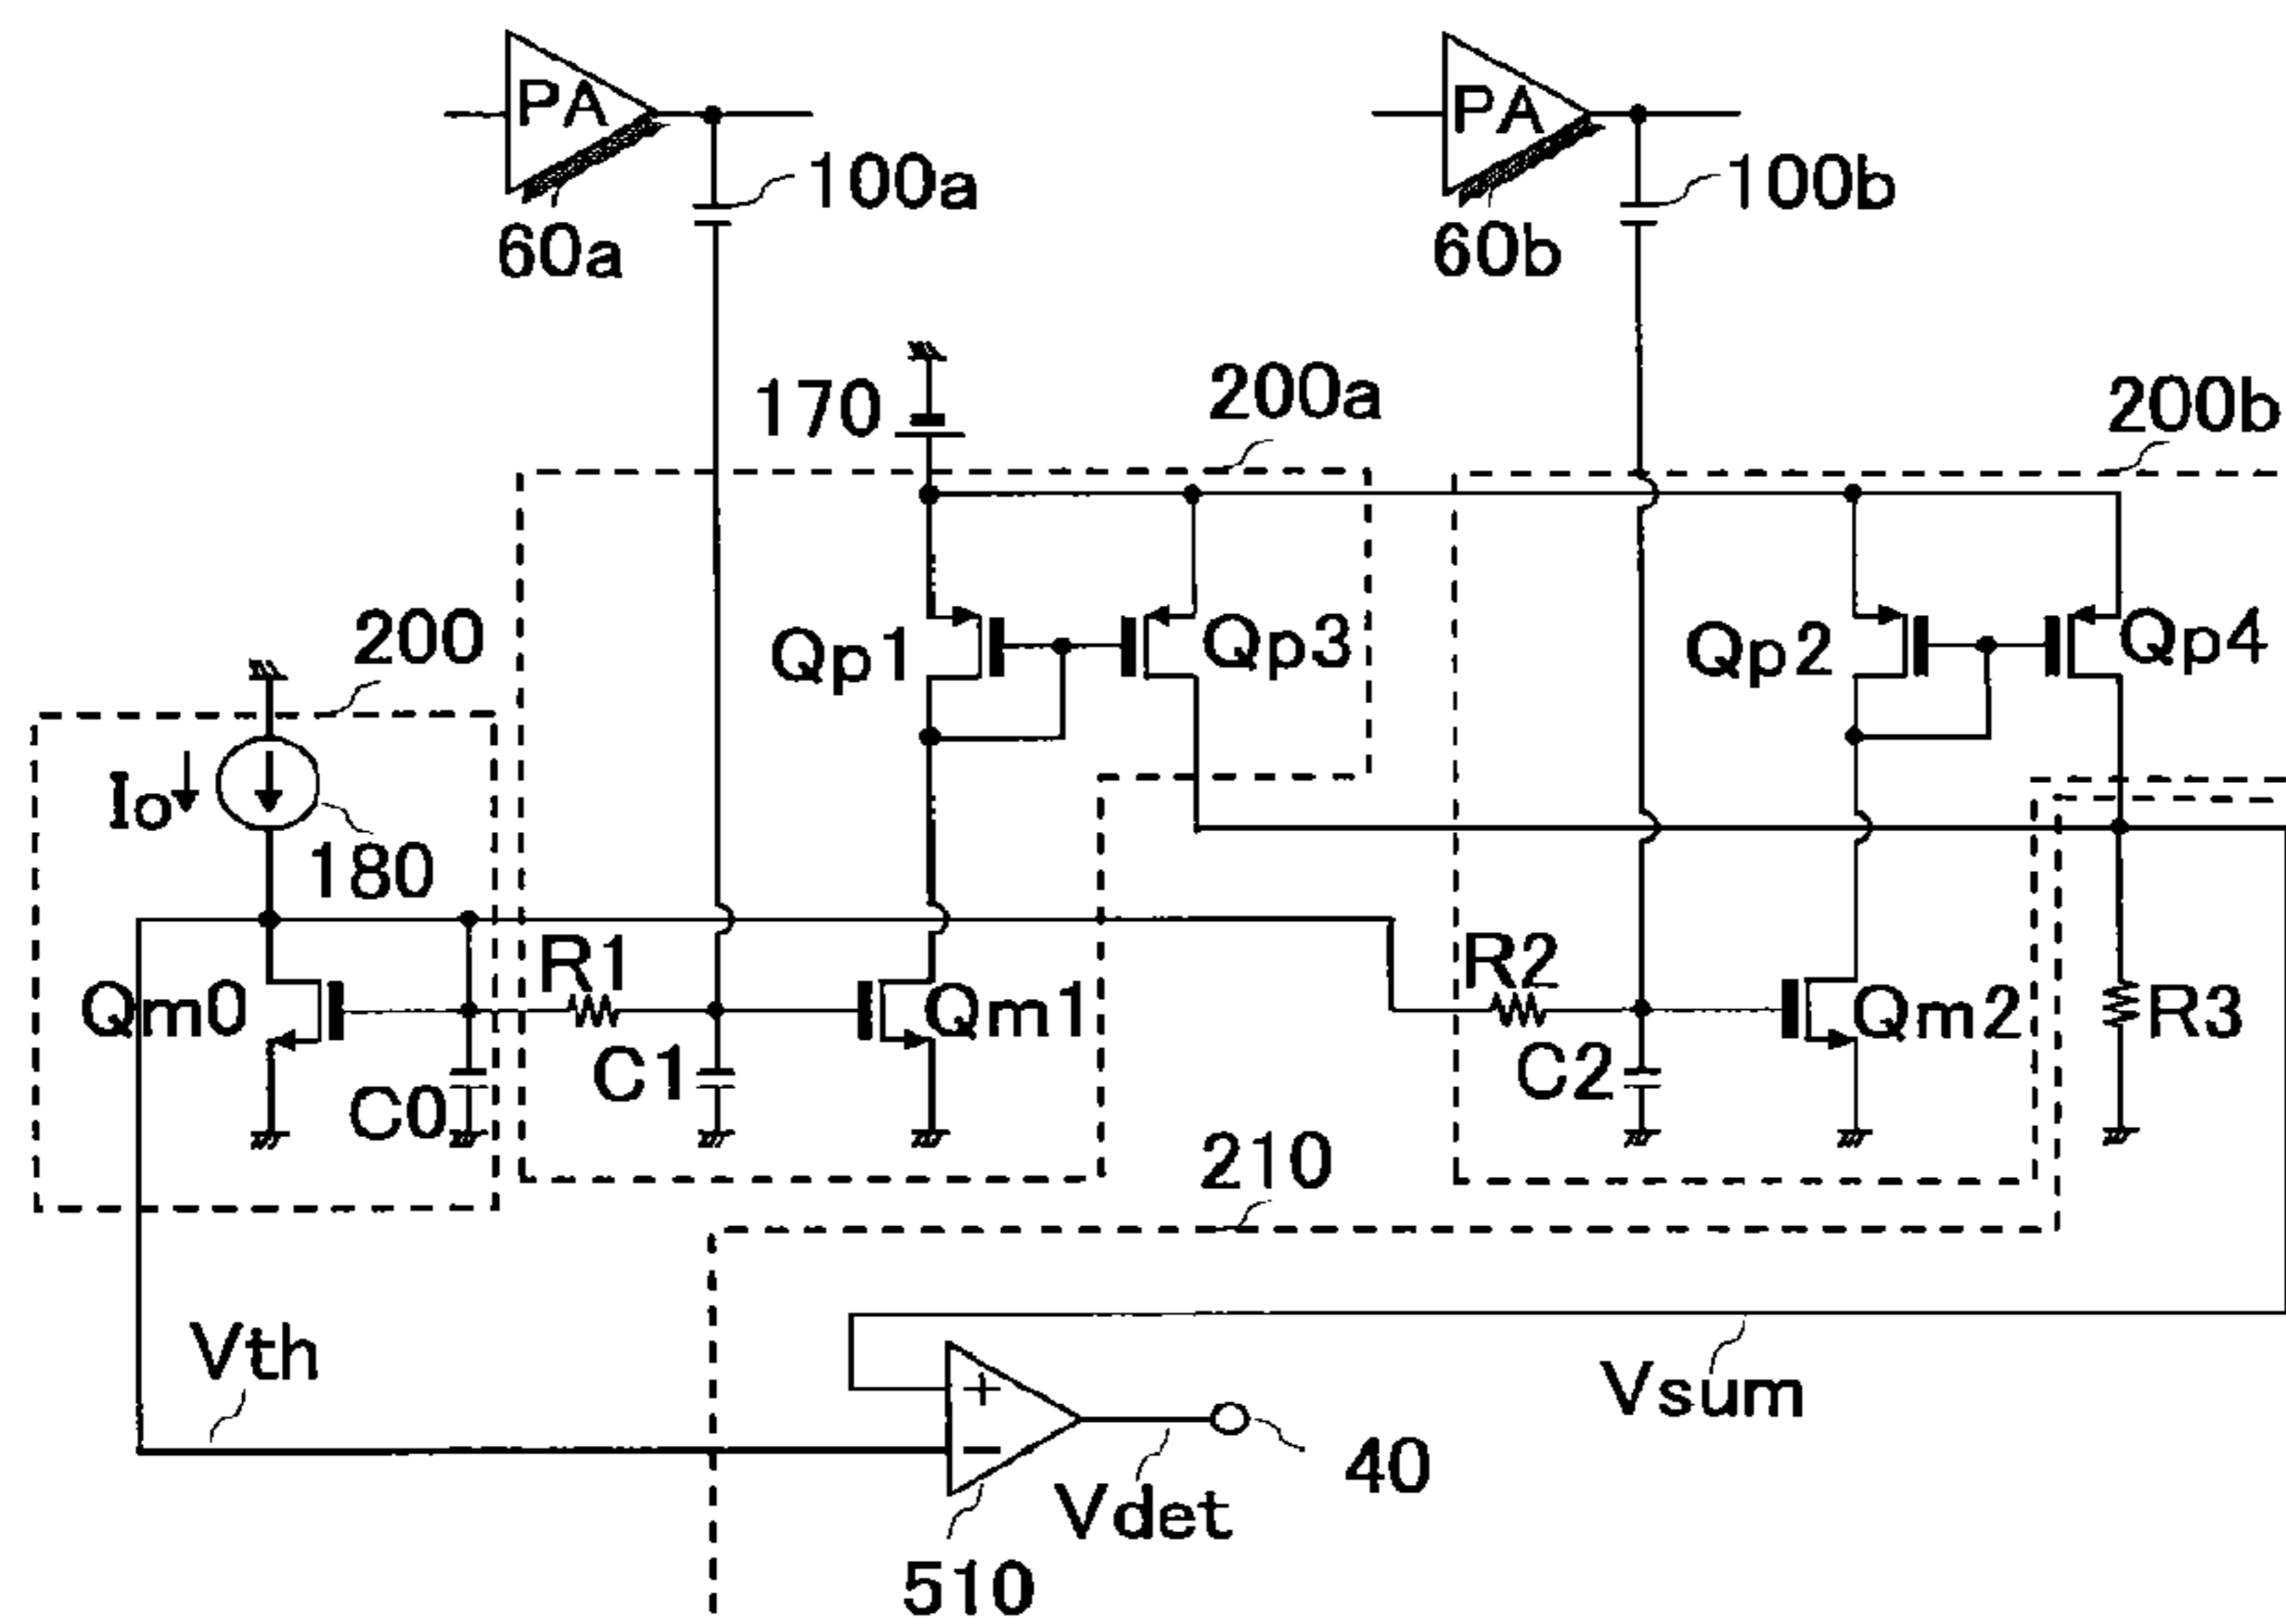 PA
PA
100a
100b
60a
60b
170
200a
200b
200
Qp1
Qp3
Qp2
Qp4
Io
180
R1
R2
Qm0
Qm1
Qm2
R3
C0
C1
C2
210
Vth
+
Vsum
−
40
Vdet
510